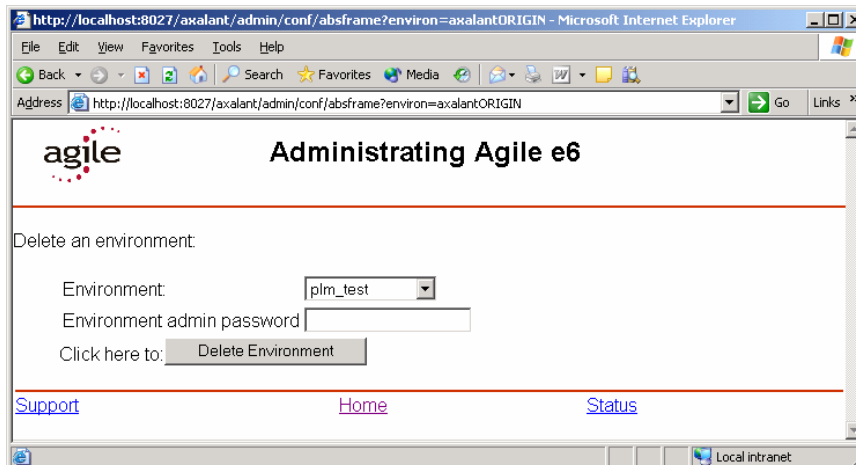 http://localhost:8027/axalant/admin/conf/absframe?environ=axalantORIGIN - Microsoft Internet Explorer
File Edit View Favorites Tools Help
Back Search Favorites Media W
Address http://localhost:8027/axalant/admin/conf/absframe?environ=axalantORIGIN Go Links »
agile
Administrating Agile e6
Delete an environment:
Environment: plm_test
Environment admin password
Click here to: Delete Environment
Support Home Status
Local intranet